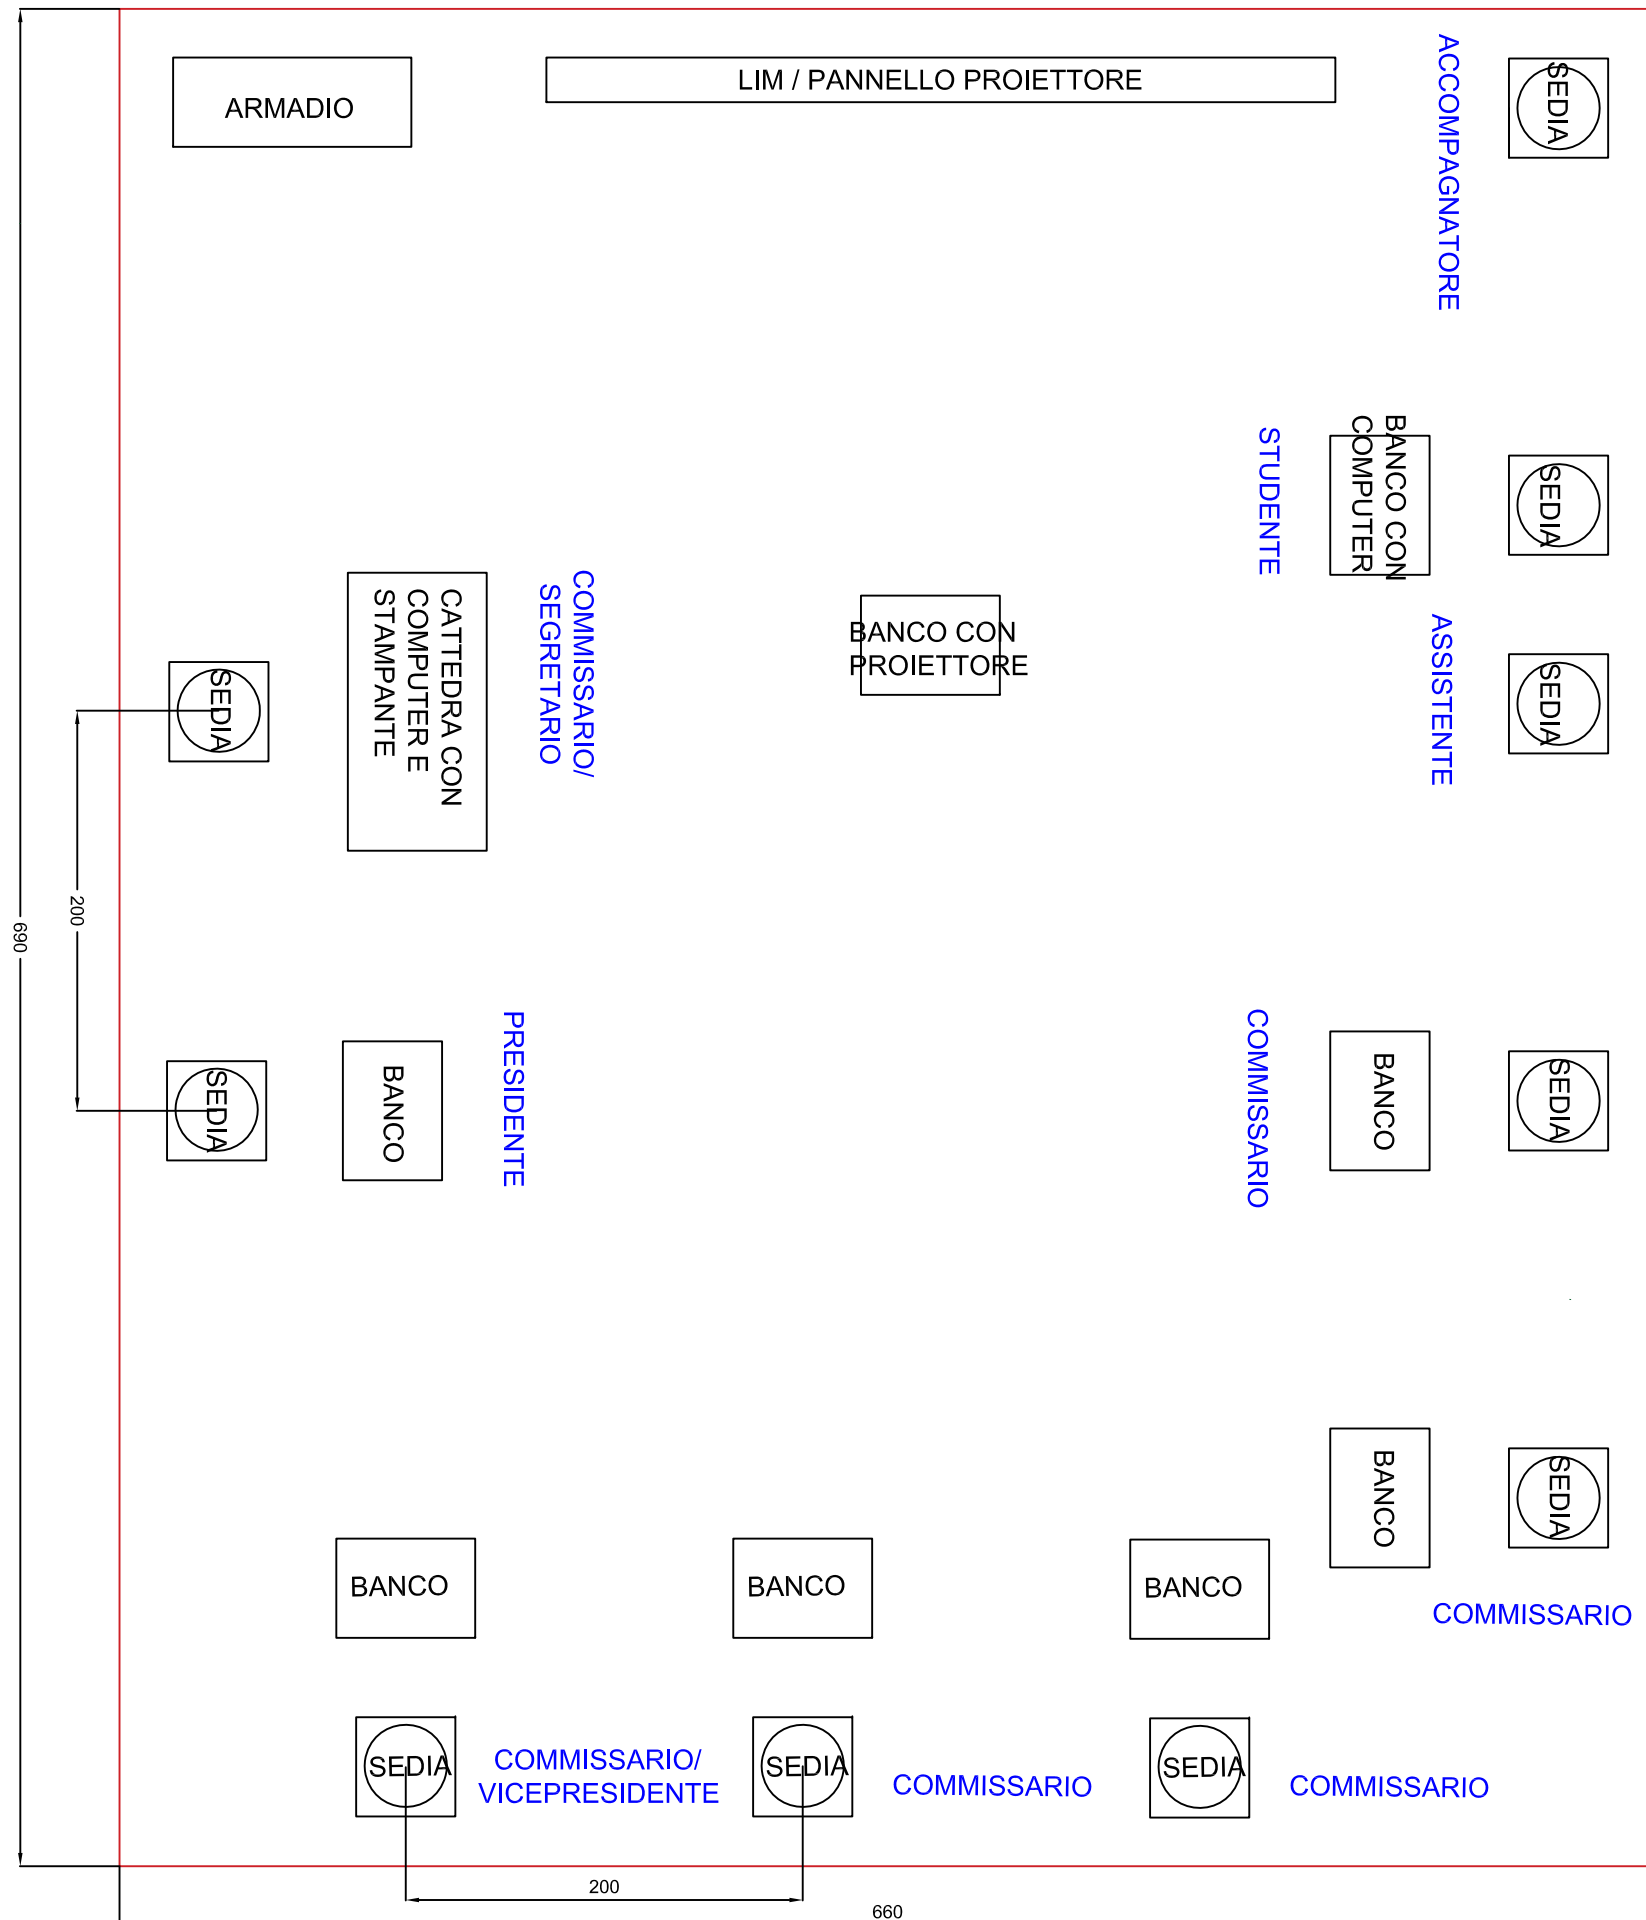 ARMADIO
LIM / PANNELLO PROIETTORE
ACCOMPAGNATORE
SEDIA
STUDENTE
BANCO CON
COMPUTER
SEDIA
SEDIA
CATTEDRA CON
COMPUTER E
STAMPANTE
COMMISSARIO/
SEGRETARIO
BANCO CON
PROIETTORE
ASSISTENTE
SEDIA
690
200
SEDIA
BANCO
PRESIDENTE
COMMISSARIO
BANCO
SEDIA
BANCO
SEDIA
COMMISSARIO
BANCO
BANCO
BANCO
SEDIA
COMMISSARIO/
VICEPRESIDENTE
SEDIA
COMMISSARIO
SEDIA
COMMISSARIO
200
660